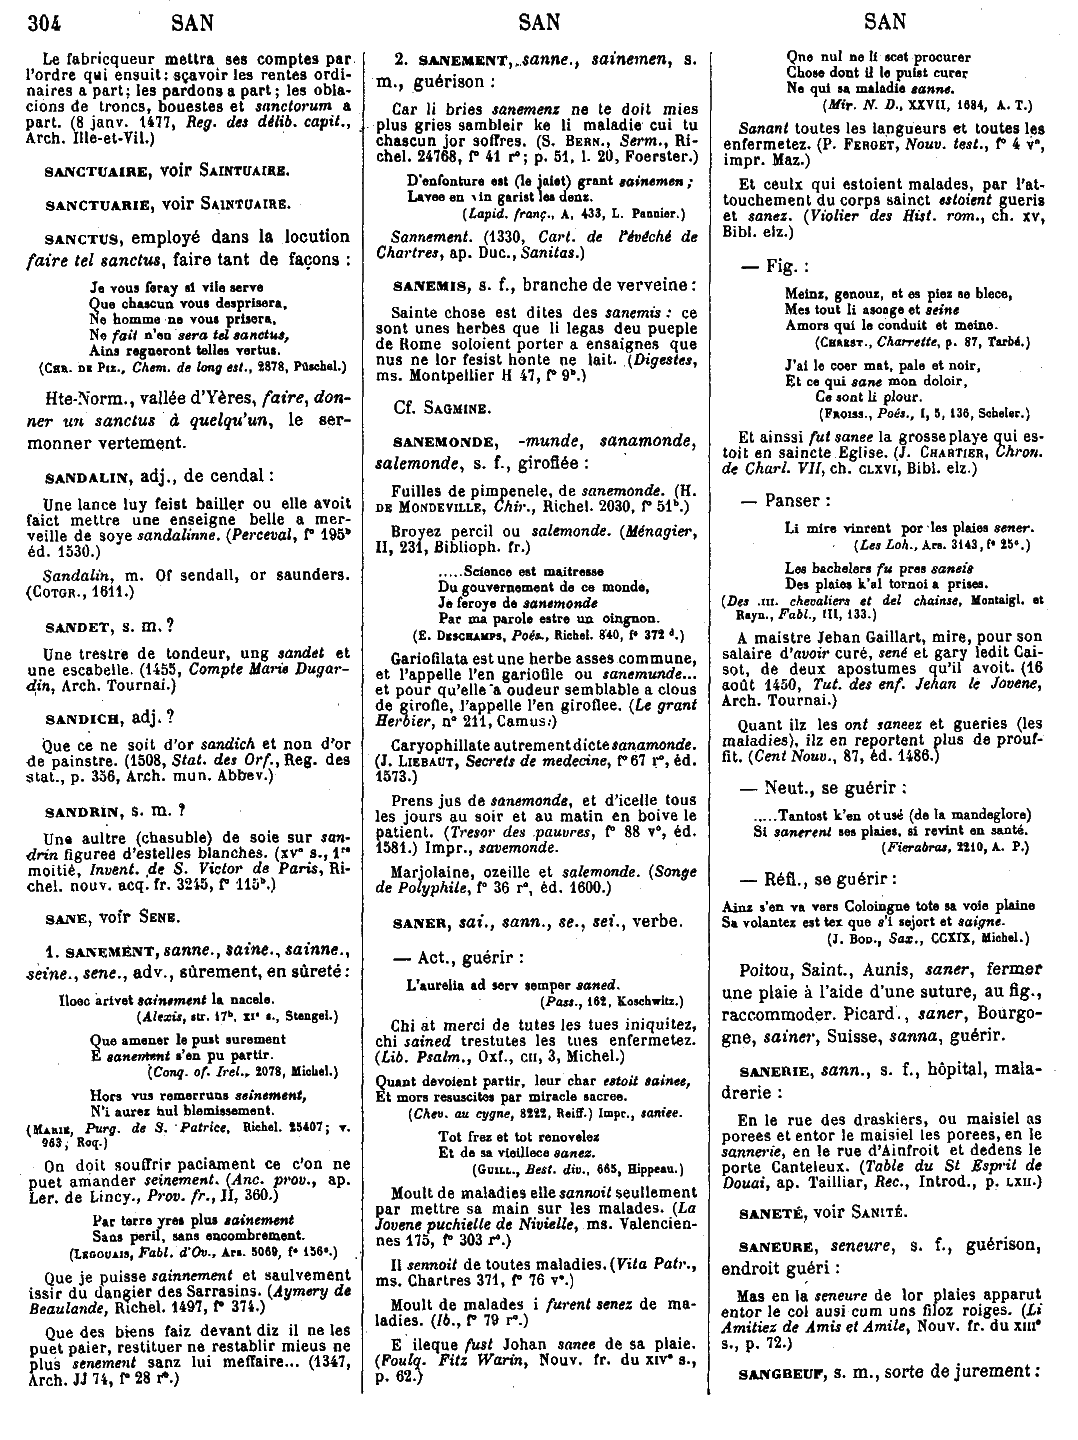 304 SAN SAN SAN
Le fabricqueur mettra ses comptes par
l'ordre qui ensuit: sçavoir les rentes ordi-
naires a part; les pardons a part; les obla-
cions de troncs, bouestes et sanctorum a
part. (8 janv. 1477, Reg. des délib. capit.,
Arch. Ille-et-Vil.)
SANCTUAIRE, voir SAINTUAIRE.
SANCTUARIE, voir SAINTUAIRE.
SANCTUS, employé dans la locution
faire tel sanctus, faire tant de façons :
Je vous feray si vile serve
Que chascun vous desprisera,
Ne homme ne vous prisera,
Ne fait n'en sera tel sanctus,
Ains regneront telles vertus.
(CHR. DE PIZ., Chem. de long est., 2878, Püschel.)
Hte-Norm., vallée d'Yères, faire, don-
ner un sanctus à quelqu'un, le ser-
monner vertement.
SANDALIN, adj., de cendal :
Une lance luy feist bailler ou elle avoit
faict mettre une enseigne belle a mer-
veille de soye sandalinne. (Perceval, f° 195ᵇ
éd. 1530.)
Sandalin, m. Of sendall, or saunders.
(COTGR., 1611.)
SANDET, s. m. ?
Une trestre de tondeur, ung sandet et
une escabelle. (1455, Compte Marie Dugar-
din, Arch. Tournai.)
SANDICH, adj. ?
Que ce ne soit d'or sandich et non d'or
de painstre. (1508, Stat. des Orf., Reg. des
stat., p. 356, Arch. mun. Abbev.)
SANDRIN, s. m. ?
Une aultre (chasuble) de soie sur san-
drin figuree d'estelles blanches. (xvᵉ s., 1ʳᵉ
moitié, Invent. de S. Victor de Paris, Ri-
chel. nouv. acq. fr. 3245, f° 115ᵇ.)
SANE, voir SENE.
1. SANEMENT, sanne., saine., sainne.,
seine., sene., adv., sûrement, en sûreté :
Iloec arivet sainement la nacele.
(Alexis, str. 17ᵇ, xiᵉ s., Stengel.)
Que amener le pust surement
E sanement s'en pu partir.
(Conq. of Irel., 2078, Michel.)
Hors vus remerruns seinement,
N'i aurez nul blemissement.
(MARIE, Purg. de S. Patrice, Richel. 25407; v.
963, Roq.)
On doit souffrir paciament ce c'on ne
puet amander seinement. (Anc. prov., ap.
Ler. de Lincy., Prov. fr., II, 360.)
Par terre yres plus sainement
Sans peril, sans encombrement.
(LEGOUAIS, Fabl. d'Ov., Ars. 5069, f° 156ᵃ.)
Que je puisse sainnement et saulvement
issir du dangier des Sarrasins. (Aymery de
Beaulande, Richel. 1497, f° 374.)
Que des biens faiz devant diz il ne les
puet paier, restituer ne restablir mieus ne
plus senement sanz lui meffaire... (1347,
Arch. JJ 74, f° 28 r°.)
2. SANEMENT, sanne., sainemen, s.
m., guérison :
Car li bries sanemenz ne te doit mies
plus gries sambleir ke li maladie cui tu
chascun jor soffres. (S. BERN., Serm., Ri-
chel. 24768, f° 41 r°; p. 51, l. 20, Foerster.)
D'enfonture est (le jaiet) grant sainemen ;
Lavee en vin garist les denz.
(Lapid. franç., A, 433, L. Pannier.)
Sannement. (1330, Cart. de l'évêché de
Chartres, ap. Duc., Sanitas.)
SANEMIS, s. f., branche de verveine :
Sainte chose est dites des sanemis : ce
sont unes herbes que li legas deu pueple
de Rome soloient porter a ensaignes que
nus ne lor fesist honte ne lait. (Digestes,
ms. Montpellier H 47, f° 9ᵇ.)
Cf. SAGMINE.
SANEMONDE, -munde, sanamonde,
salemonde, s. f., giroflée :
Fuilles de pimpenele, de sanemonde. (H.
DE MONDEVILLE, Chir., Richel. 2030, f° 51ᵇ.)
Broyez percil ou salemonde. (Ménagier,
II, 231, Biblioph. fr.)
.....Science est maitresse
Du gouvernement de ce monde,
Je feroye de sanemonde
Par ma parole estre un oingnon.
(E. DESCHAMPS, Poés., Richel. 840, f° 372 ᵈ.)
Gariofilata est une herbe asses commune,
et l'appelle l'en gariofile ou sanemunde...
et pour qu'elle a oudeur semblable a clous
de girofle, l'appelle l'en giroflee. (Le grant
Herbier, n° 211, Camus.)
Caryophillate autrement dicte sanamonde.
(J. LIEBAUT, Secrets de medecine, f° 67 r°, éd.
1573.)
Prens jus de sanemonde, et d'icelle tous
les jours au soir et au matin en boive le
patient. (Tresor des pauvres, f° 88 v°, éd.
1581.) Impr., savemonde.
Marjolaine, ozeille et salemonde. (Songe
de Polyphile, f° 36 r°, éd. 1600.)
SANER, sai., sann., se., sei., verbe.
— Act., guérir :
L'aurelia ad serv semper saned.
(Pass., 162, Koschwitz.)
Chi at merci de tutes les tues iniquitez,
chi sained trestutes les tues enfermetez.
(Lib. Psalm., Oxf., CII, 3, Michel.)
Quant devoient partir, leur char estoit sainee,
Et mors resuscites par miracle sacree.
(Chev. au cygne, 8222, Reiff.) Impr., saniee.
Tot frez et tot renovelez
Et de sa vieillece sanez.
(GUILL., Best. div., 665, Hippeau.)
Moult de maladies elle sannoit seullement
par mettre sa main sur les malades. (La
Jovene puchielle de Nivielle, ms. Valencien-
nes 175, f° 303 r°.)
Il sennoit de toutes maladies. (Vita Patr.,
ms. Chartres 371, f° 76 v°.)
Moult de malades i furent senez de ma-
ladies. (Ib., f° 79 r°.)
E ileque fust Johan sanee de sa plaie.
(Foulq. Fitz Warin, Nouv. fr. du xivᵉ s.,
p. 62.)
Que nul ne li scet procurer
Chose dont il le puist curer
Ne qui sa maladie sanne.
(Mir. N. D., XXVII, 1684, A. T.)
Sanant toutes les langueurs et toutes les
enfermetez. (P. FERGET, Nouv. test., f° 4 v°,
impr. Maz.)
Et ceulx qui estoient malades, par l'at-
touchement du corps sainct estoient gueris
et sanez. (Violier des Hist. rom., ch. xv,
Bibl. elz.)
— Fig. :
Meinz, genouz, et es piez se blece,
Mes tout li asoage et seine
Amors qui le conduit et meine.
(CHREST., Charrette, p. 87, Tarbé.)
J'ai le coer mat, pale et noir,
Et ce qui sane mon doloir,
Ce sont li plour.
(FROISS., Poés., I, 5, 136, Scheler.)
Et ainssi fut sanee la grosse playe qui es-
toit en saincte Eglise. (J. CHARTIER, Chron.
de Charl. VII, ch. CLXVI, Bibl. elz.)
— Panser :
Li mire vinrent por les plaies sener.
(Les Loh., Ars. 3143, f° 25ᵃ.)
Les bachelers fu pres saneis
Des plaies k'al tornoi a prises.
(Des .III. chevaliers et del chainse, Montaigl. et
Rayn., Fabl., III, 133.)
A maistre Jehan Gaillart, mire, pour son
salaire d'avoir curé, sené et gary ledit Cai-
sot, de deux apostumes qu'il avoit. (16
août 1450, Tut. des enf. Jehan le Jovene,
Arch. Tournai.)
Quant ilz les ont saneez et gueries (les
maladies), ilz en reportent plus de prouf-
fit. (Cent Nouv., 87, éd. 1486.)
— Neut., se guérir :
.....Tantost k'en ot usé (de la mandeglore)
Si sanerent ses plaies, si revint en santé.
(Fierabras, 2210, A. P.)
— Réfl., se guérir :
Ainz s'en va vers Coloingne tote sa voie plaine
Sa volantez est tex que s'i sejort et saigne.
(J. BOD., Sax., CCXIX, Michel.)
Poitou, Saint., Aunis, saner, fermer
une plaie à l'aide d'une suture, au fig.,
raccommoder. Picard., saner, Bourgo-
gne, sainer, Suisse, sanna, guérir.
SANERIE, sann., s. f., hôpital, mala-
drerie :
En le rue des draskiers, ou maisiel as
porees et entor le maisiel les porees, en le
sannerie, en le rue d'Ainfroit et dedens le
porte Canteleux. (Table du St Esprit de
Douai, ap. Tailliar, Rec., Introd., p. LXII.)
SANETÉ, voir SANITÉ.
SANEURE, seneure, s. f., guérison,
endroit guéri :
Mas en la seneure de lor plaies apparut
entor le col ausi cum uns filoz roiges. (Li
Amitiez de Amis et Amile, Nouv. fr. du xiiiᵉ
s., p. 72.)
SANGBEUF, s. m., sorte de jurement :